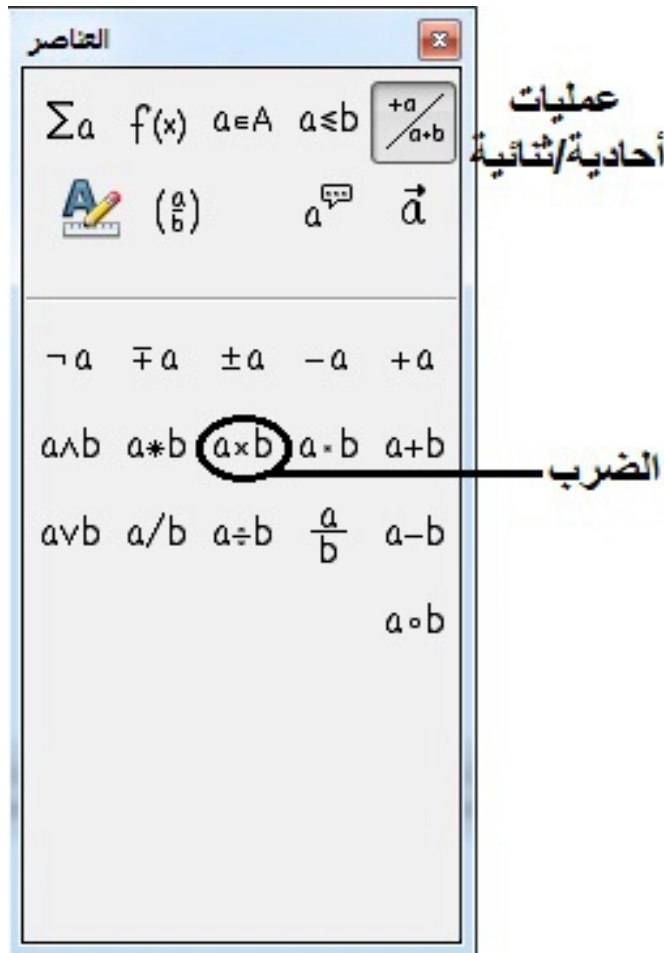 العناصر
Σa f(x) a∈A a≤b +a/a+b
(a/b) a a⃗
¬a ∓a ±a −a +a
a∧b a∗b a×b a·b a+b
a∨b a/b a÷b a/b a−b
a∘b
عمليات
أحادية/ثنائية
الضرب